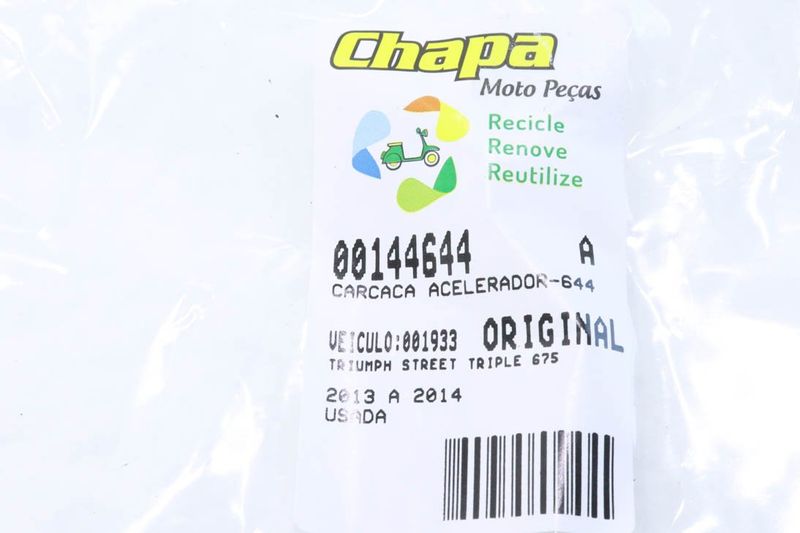 Chapa
Moto Peças
Recicle
Renove
Reutilize
00144644 A
CARCACA ACELERADOR-644
VEICULO:001933 ORIGINAL
TRIUMPH STREET TRIPLE 675
2013 A 2014
USADA